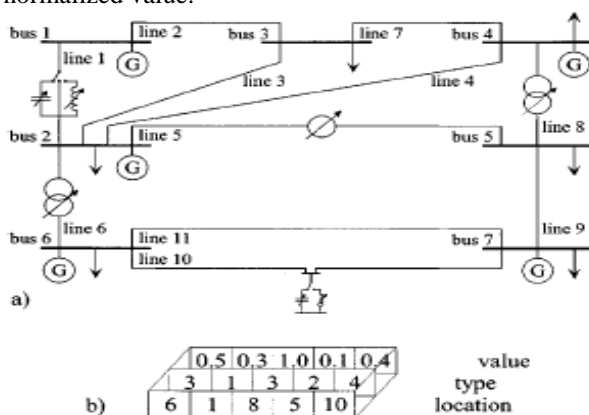 normalized value.
bus 1 line 2 bus 3 line 7 bus 4
line 1 G G
line 3 line 4
bus 2 line 5 bus 5 line 8
G
line 6 line 11 line 9
bus 6 line 10 bus 7
G G
a)
0.5 0.3 1.0 0.1 0.4 value
3 1 3 2 4 type
b) 6 1 8 5 10 location